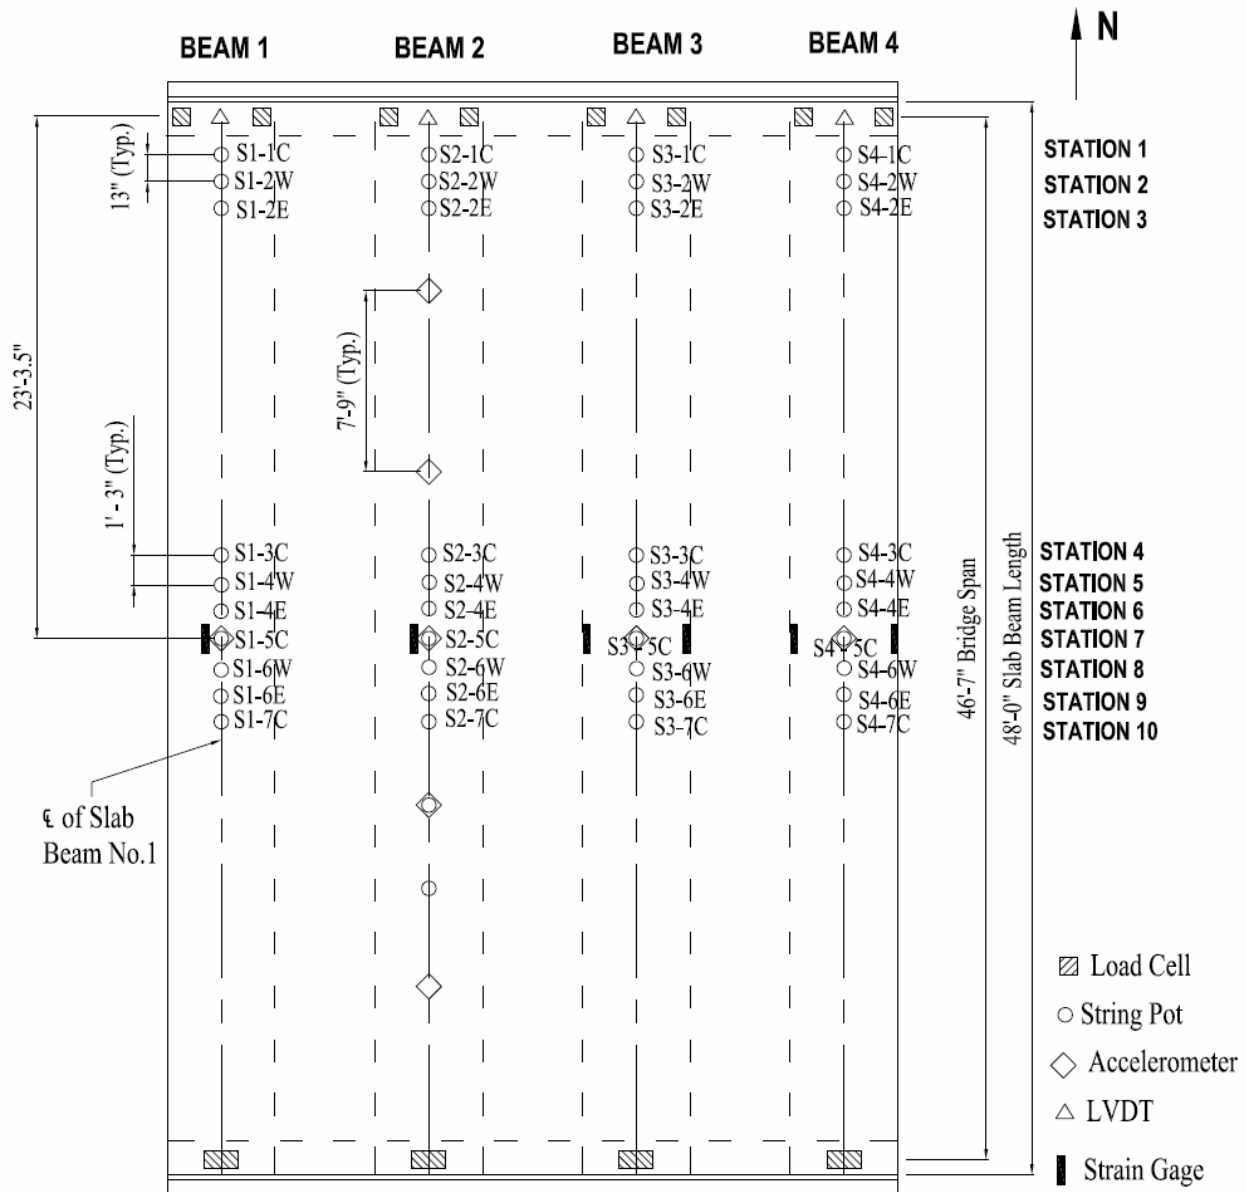 N
BEAM 1 BEAM 2 BEAM 3 BEAM 4
S1-1C S2-1C S3-1C S4-1C STATION 1
13" (Typ.)
S1-2W S2-2W S3-2W S4-2W STATION 2
S1-2E S2-2E S3-2E S4-2E STATION 3
23'-3.5"
7'-9" (Typ.)
1' - 3" (Typ.)
S1-3C S2-3C S3-3C S4-3C STATION 4
S1-4W S2-4W S3-4W S4-4W STATION 5
S1-4E S2-4E S3-4E S4-4E STATION 6
S1-5C S2-5C S3 - 5C S4 - 5C STATION 7
S1-6W S2-6W S3-6W S4-6W STATION 8
S1-6E S2-6E S3-6E S4-6E STATION 9
S1-7C S2-7C S3-7C S4-7C STATION 10
46'-7" Bridge Span
48'-0" Slab Beam Length
℄ of Slab
Beam No.1
Load Cell
String Pot
Accelerometer
LVDT
Strain Gage